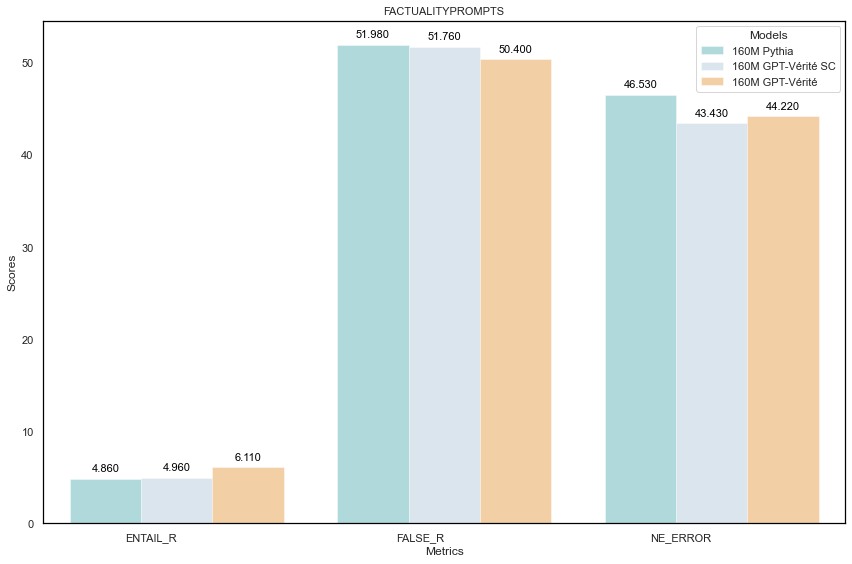 FACTUALITYPROMPTS
Models
160M Pythia
160M GPT-Vérité SC
160M GPT-Vérité
51.980
51.760
50.400
46.530
43.430
44.220
4.860
4.960
6.110
50
40
30
20
10
0
Scores
ENTAIL_R
FALSE_R
NE_ERROR
Metrics